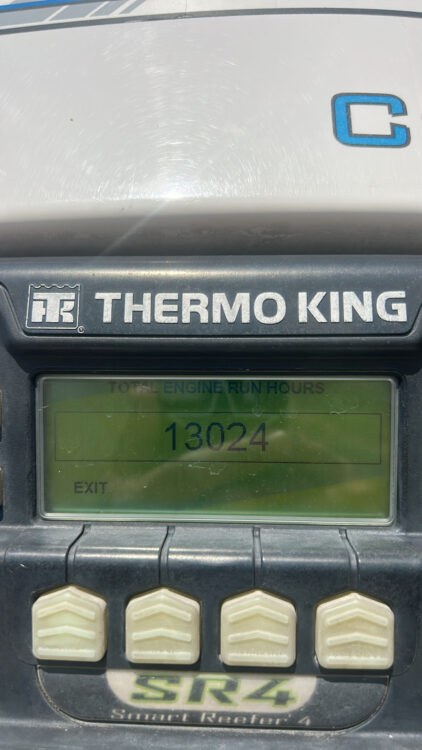 C
TK
THERMO KING
TOTAL ENGINE RUN HOURS
13024
EXIT
SR4
Smart Reefer 4